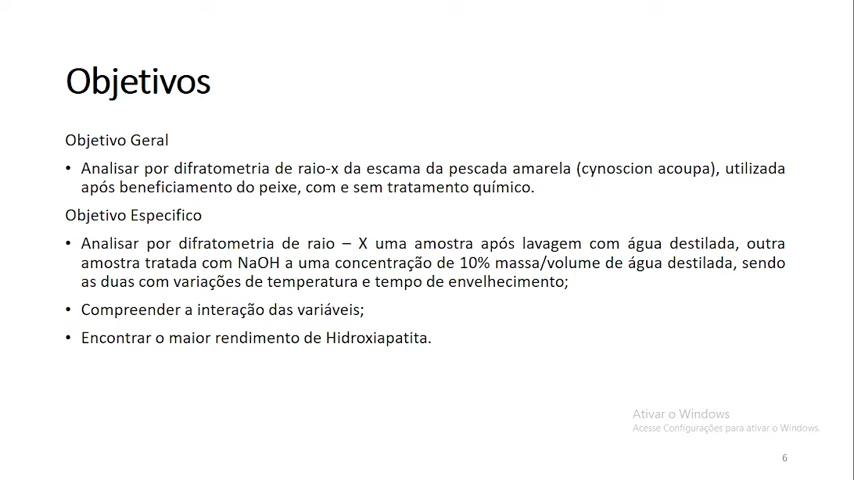 Objetivos
Objetivo Geral
• Analisar por difratometria de raio-x da escama da pescada amarela (cynoscion acoupa), utilizada
após beneficiamento do peixe, com e sem tratamento químico.
Objetivo Especifico
• Analisar por difratometria de raio – X uma amostra após lavagem com água destilada, outra
amostra tratada com NaOH a uma concentração de 10% massa/volume de água destilada, sendo
as duas com variações de temperatura e tempo de envelhecimento;
• Compreender a interação das variáveis;
• Encontrar o maior rendimento de Hidroxiapatita.
Ativar o Windows
Acesse Configurações para ativar o Windows.
6